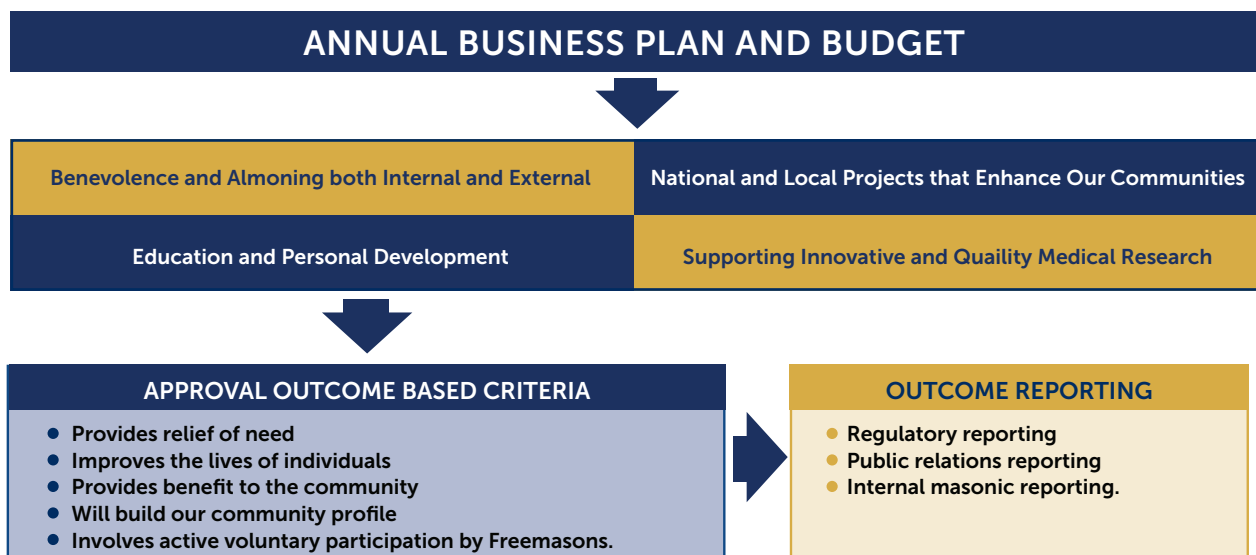 ANNUAL BUSINESS PLAN AND BUDGET
Benevolence and Almoning both Internal and External
National and Local Projects that Enhance Our Communities
Education and Personal Development
Supporting Innovative and Quaility Medical Research
APPROVAL OUTCOME BASED CRITERIA
● Provides relief of need
● Improves the lives of individuals
● Provides benefit to the community
● Will build our community profile
● Involves active voluntary participation by Freemasons.
OUTCOME REPORTING
● Regulatory reporting
● Public relations reporting
● Internal masonic reporting.